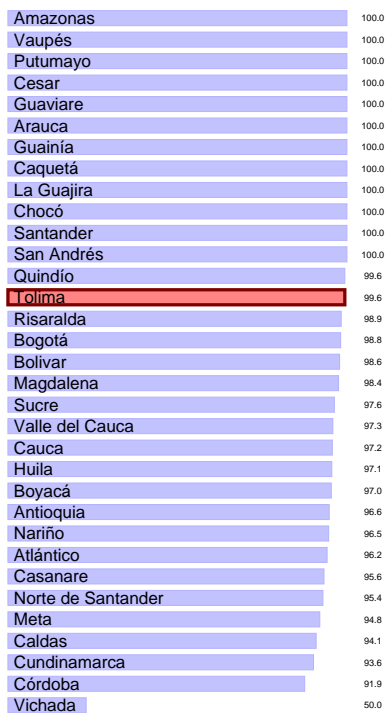 Amazonas 100.0
Vaupés 100.0
Putumayo 100.0
Cesar 100.0
Guaviare 100.0
Arauca 100.0
Guainía 100.0
Caquetá 100.0
La Guajira 100.0
Chocó 100.0
Santander 100.0
San Andrés 100.0
Quindío 99.6
Tolima 99.6
Risaralda 98.9
Bogotá 98.8
Bolivar 98.6
Magdalena 98.4
Sucre 97.6
Valle del Cauca 97.3
Cauca 97.2
Huila 97.1
Boyacá 97.0
Antioquia 96.6
Nariño 96.5
Atlántico 96.2
Casanare 95.6
Norte de Santander 95.4
Meta 94.8
Caldas 94.1
Cundinamarca 93.6
Córdoba 91.9
Vichada 50.0